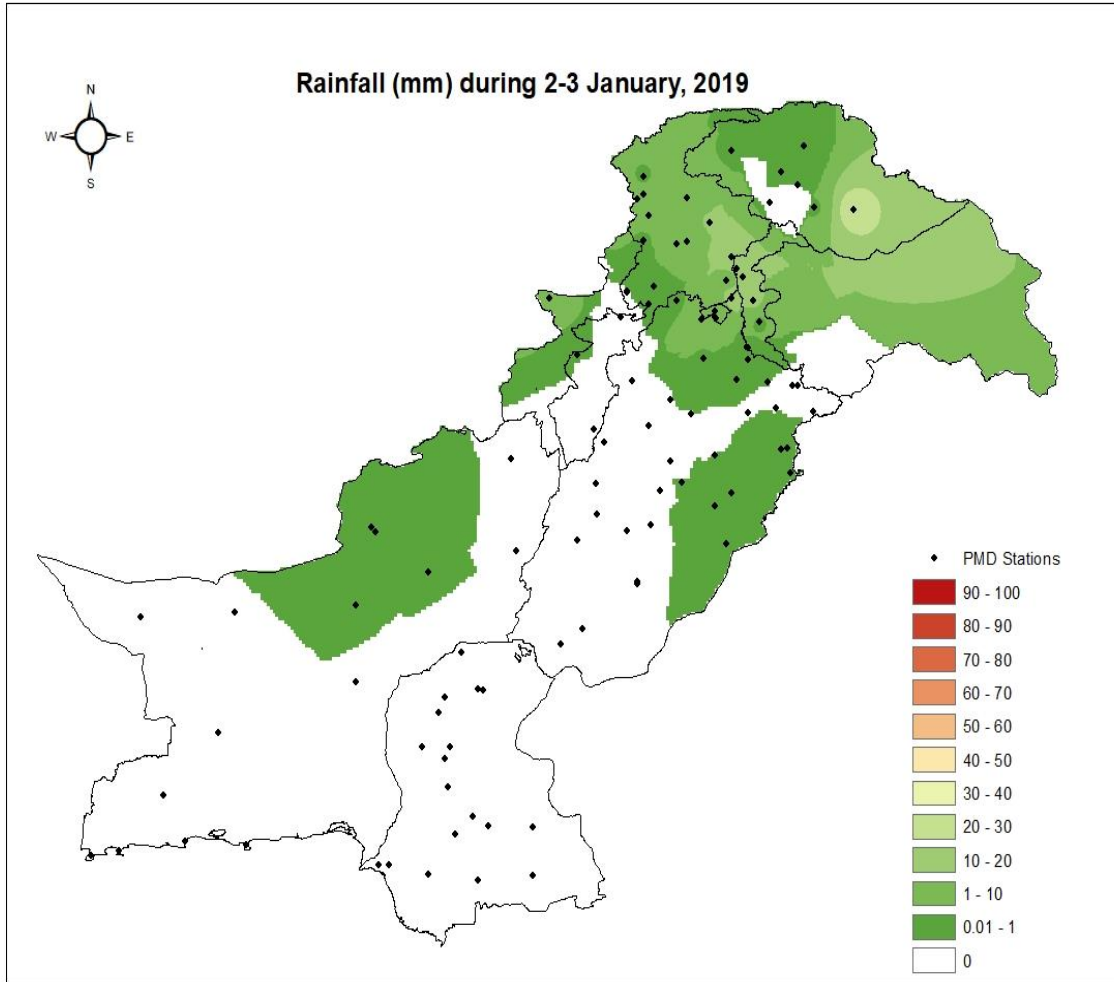 Rainfall (mm) during 2-3 January, 2019
N
W E
S
PMD Stations
90 - 100
80 - 90
70 - 80
60 - 70
50 - 60
40 - 50
30 - 40
20 - 30
10 - 20
1 - 10
0.01 - 1
0